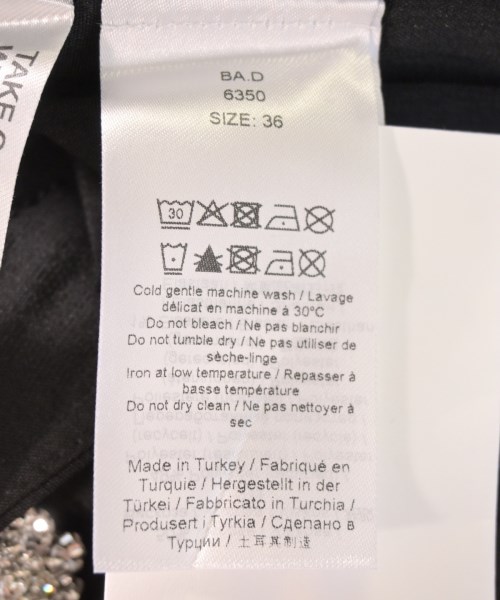 TAKE
BA.D
6350
SIZE: 36
30
Cold gentle machine wash / Lavage
délicat en machine à 30°C
Do not bleach / Ne pas blanchir
Do not tumble dry / Ne pas utiliser de
sèche-linge
Iron at low temperature / Repasser à
basse température
Do not dry clean / Ne pas nettoyer à
sec
Made in Turkey / Fabriqué en
Turquie / Hergestellt in der
Türkei / Fabbricato in Turchia /
Produsert i Tyrkia / Сделано в
Турции / 土耳其制造